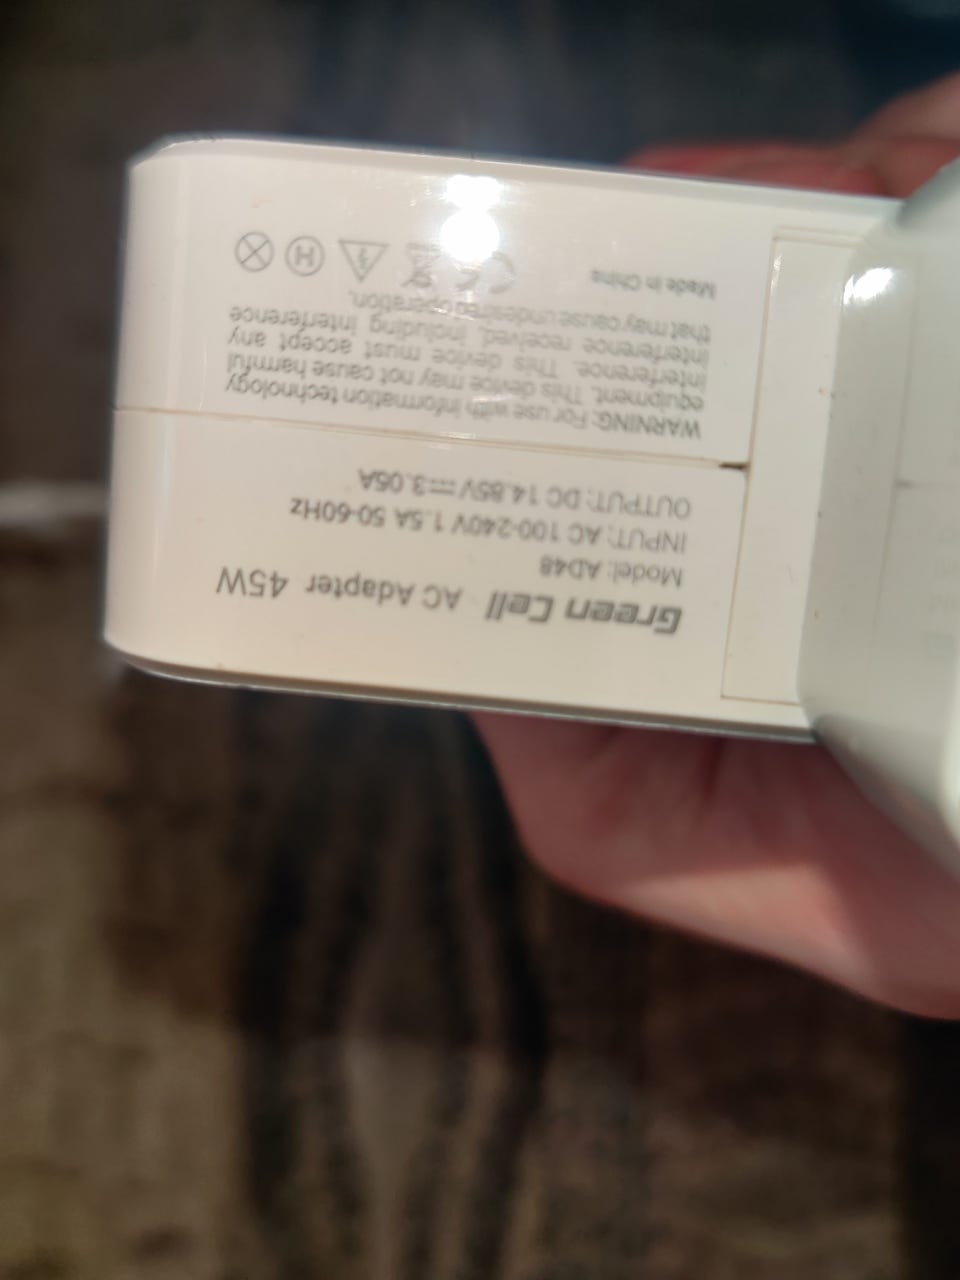 Green Cell AC Adapter 45W
Model: AD48
INPUT: AC 100-240V 1.5A 50-60Hz
OUTPUT: DC 14.85V⎓3.05A
WARNING: For use with information technology
equipment. This device may not cause harmful
interference. This device must accept any
interference received, including interference
that may cause undesired operation.
Made in China CE H